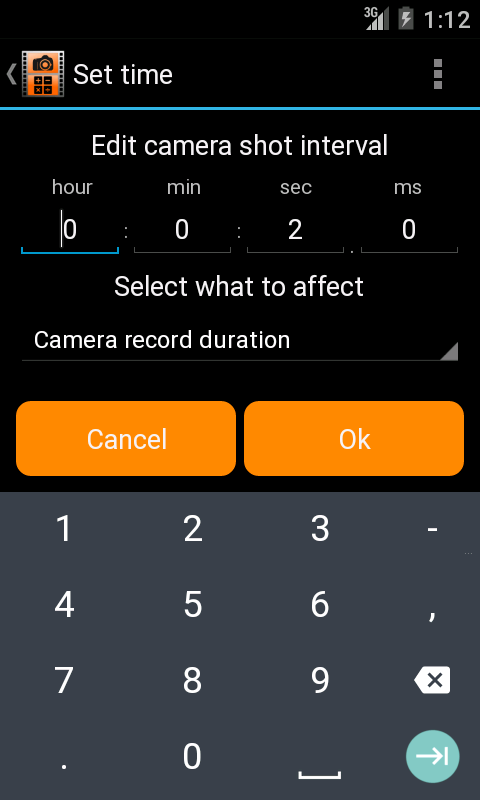 3G 1:12
Set time
Edit camera shot interval
hour min sec ms
0 : 0 : 2 . 0
Select what to affect
Camera record duration
Cancel Ok
1 2 3 -
4 5 6 ,
7 8 9
. 0